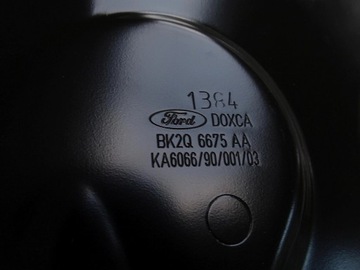 1384
Ford DOXCA
BK2Q 6675 AA
KA6066/90/001/03